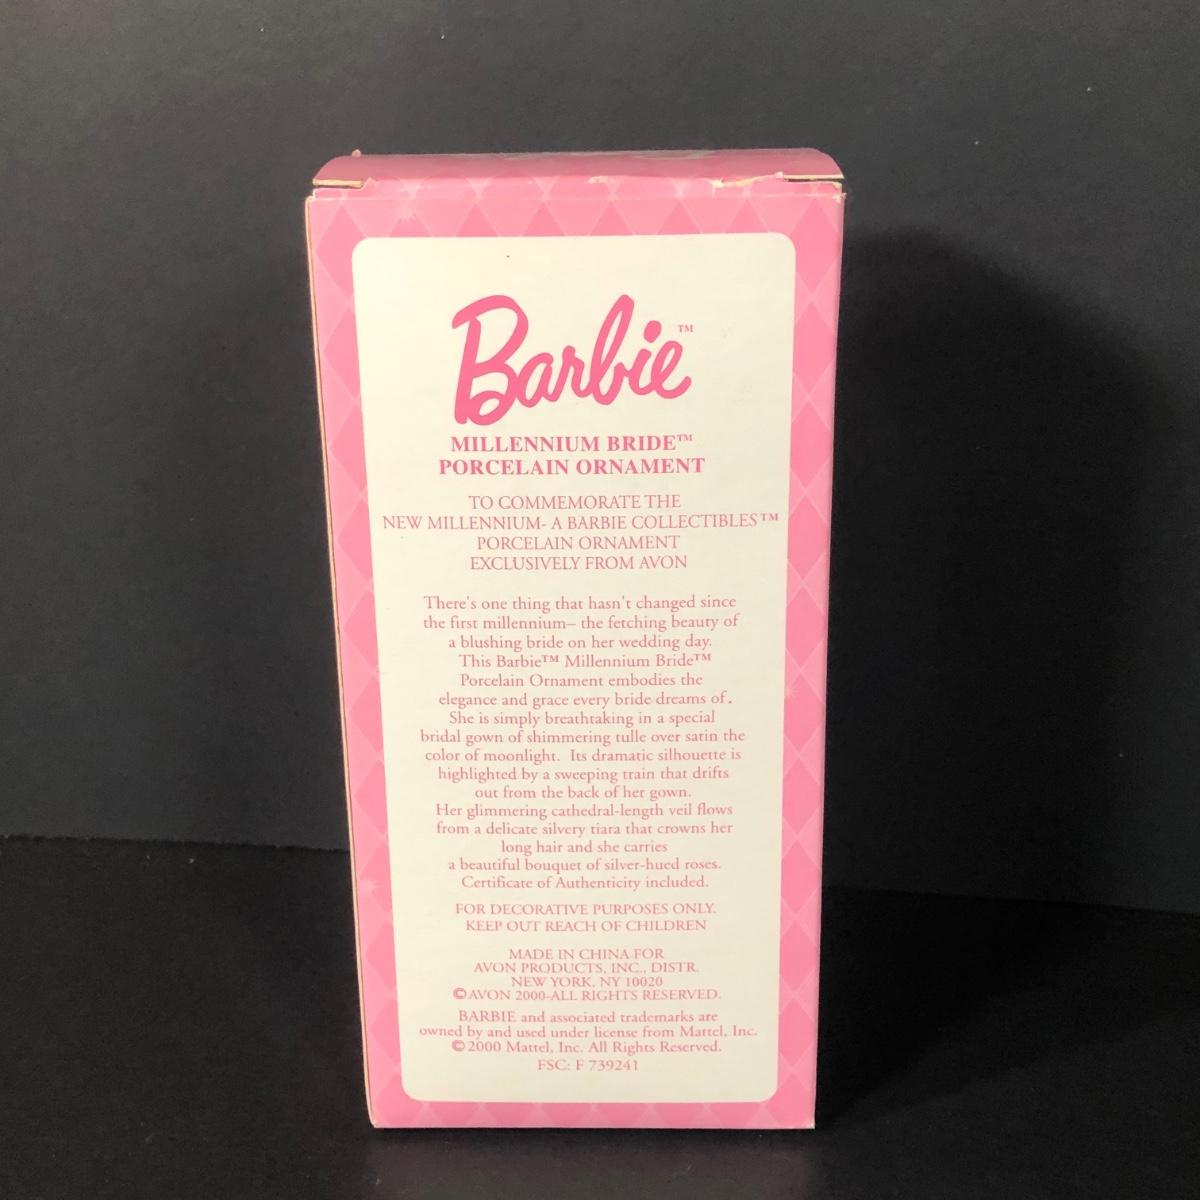 Barbie™
MILLENNIUM BRIDE™
PORCELAIN ORNAMENT
TO COMMEMORATE THE
NEW MILLENNIUM- A BARBIE COLLECTIBLES™
PORCELAIN ORNAMENT
EXCLUSIVELY FROM AVON
There's one thing that hasn't changed since
the first millennium– the fetching beauty of
a blushing bride on her wedding day.
This Barbie™ Millennium Bride™
Porcelain Ornament embodies the
elegance and grace every bride dreams of.
She is simply breathtaking in a special
bridal gown of shimmering tulle over satin the
color of moonlight. Its dramatic silhouette is
highlighted by a sweeping train that drifts
out from the back of her gown.
Her glimmering cathedral-length veil flows
from a delicate silvery tiara that crowns her
long hair and she carries
a beautiful bouquet of silver-hued roses.
Certificate of Authenticity included.
FOR DECORATIVE PURPOSES ONLY.
KEEP OUT REACH OF CHILDREN
MADE IN CHINA FOR
AVON PRODUCTS, INC., DISTR.
NEW YORK, NY 10020
©AVON 2000-ALL RIGHTS RESERVED.
BARBIE and associated trademarks are
owned by and used under license from Mattel, Inc.
©2000 Mattel, Inc. All Rights Reserved.
FSC: F 739241